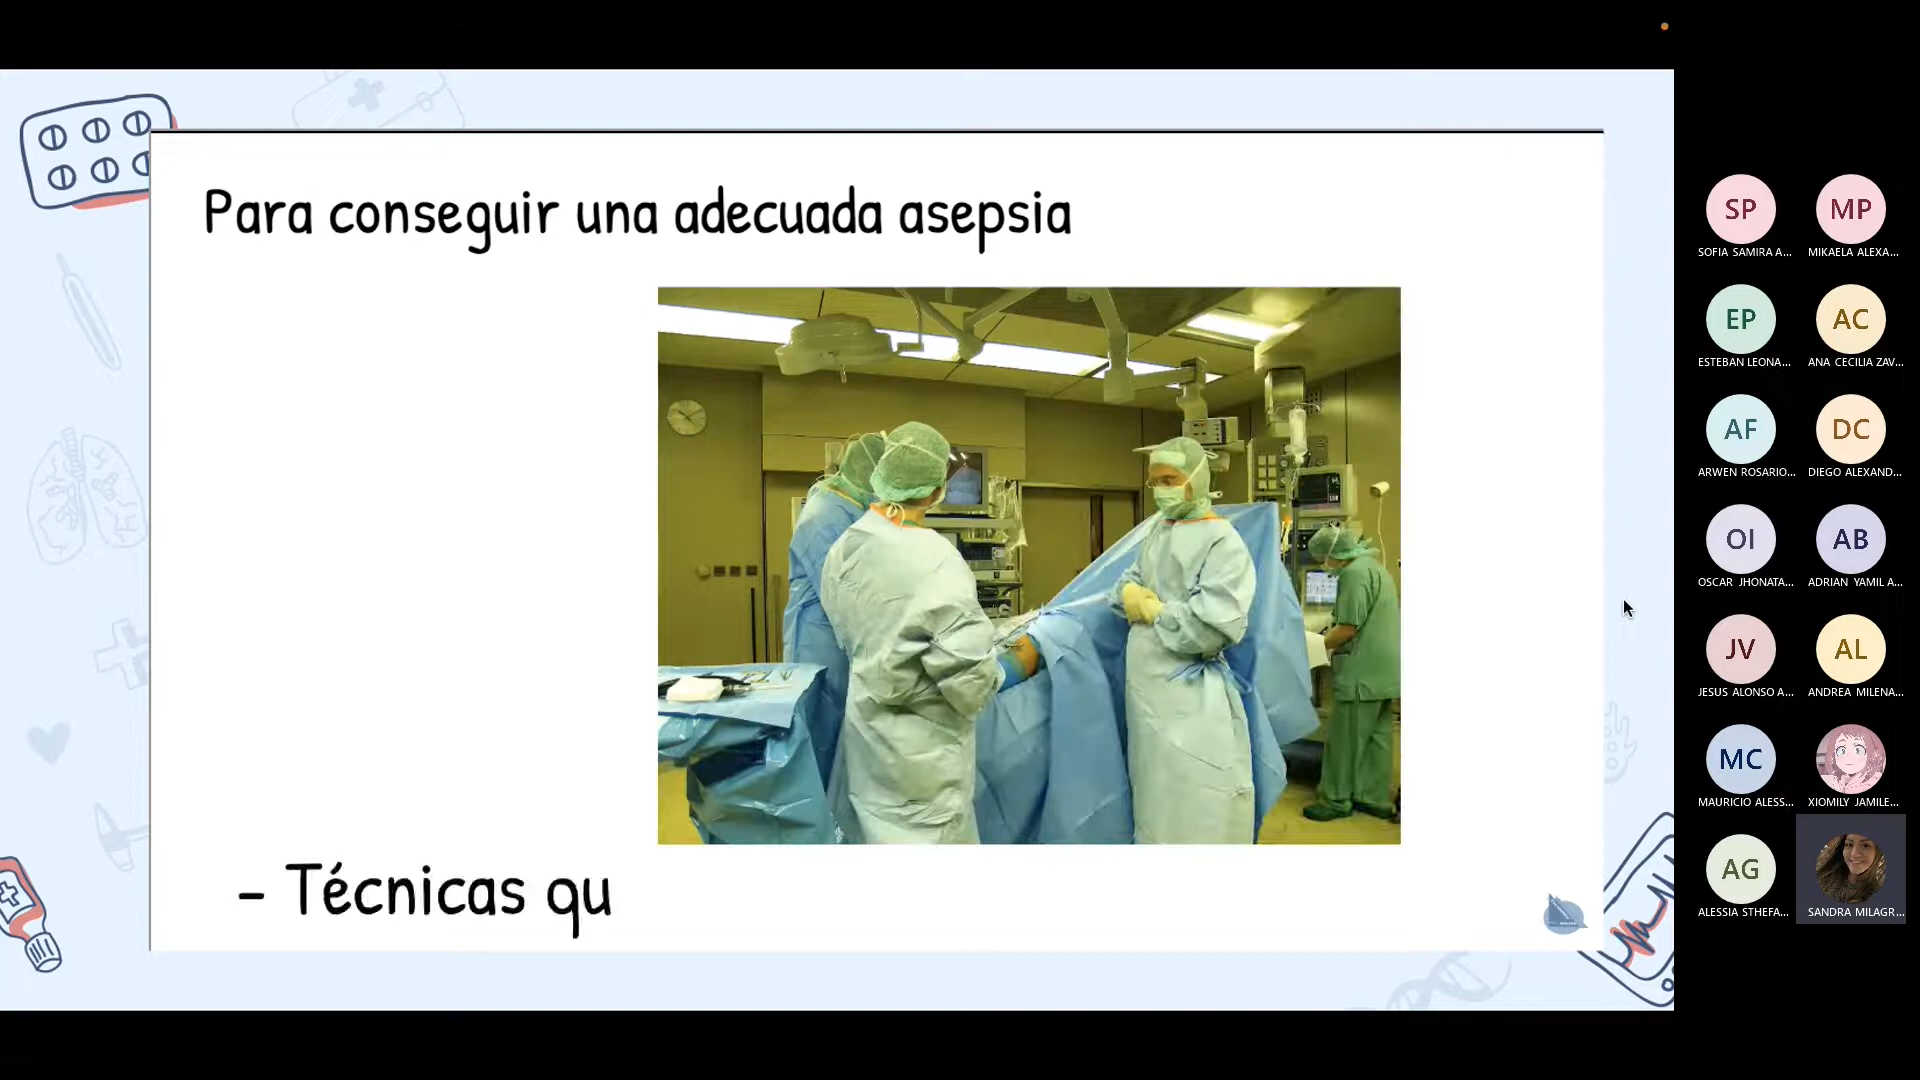 Para conseguir una adecuada asepsia
- Técnicas qu
SP
MP
SOFIA SAMIRA A...
MIKAELA ALEXA...
EP
AC
ESTEBAN LEONA...
ANA CECILIA ZAV...
AF
DC
ARWEN ROSARIO...
DIEGO ALEXAND...
OI
AB
OSCAR JHONATA...
ADRIAN YAMIL A...
JV
AL
JESUS ALONSO A...
ANDREA MILENA...
MC
MAURICIO ALESS...
XIOMILY JAMILE...
AG
ALESSIA STHEFA...
SANDRA MILAGR...